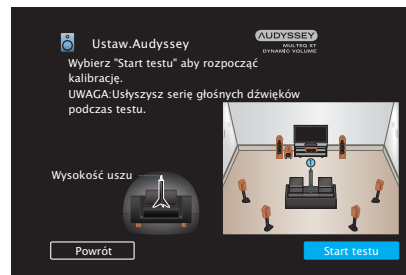 Ustaw.Audyssey
AUDYSSEY
MULTEQ XT
DYNAMIC VOLUME
Wybierz "Start testu" aby rozpocząć
kalibrację.
UWAGA:Usłyszysz serię głośnych dźwięków
podczas testu.
Wysokość uszu
Powrót
Start testu